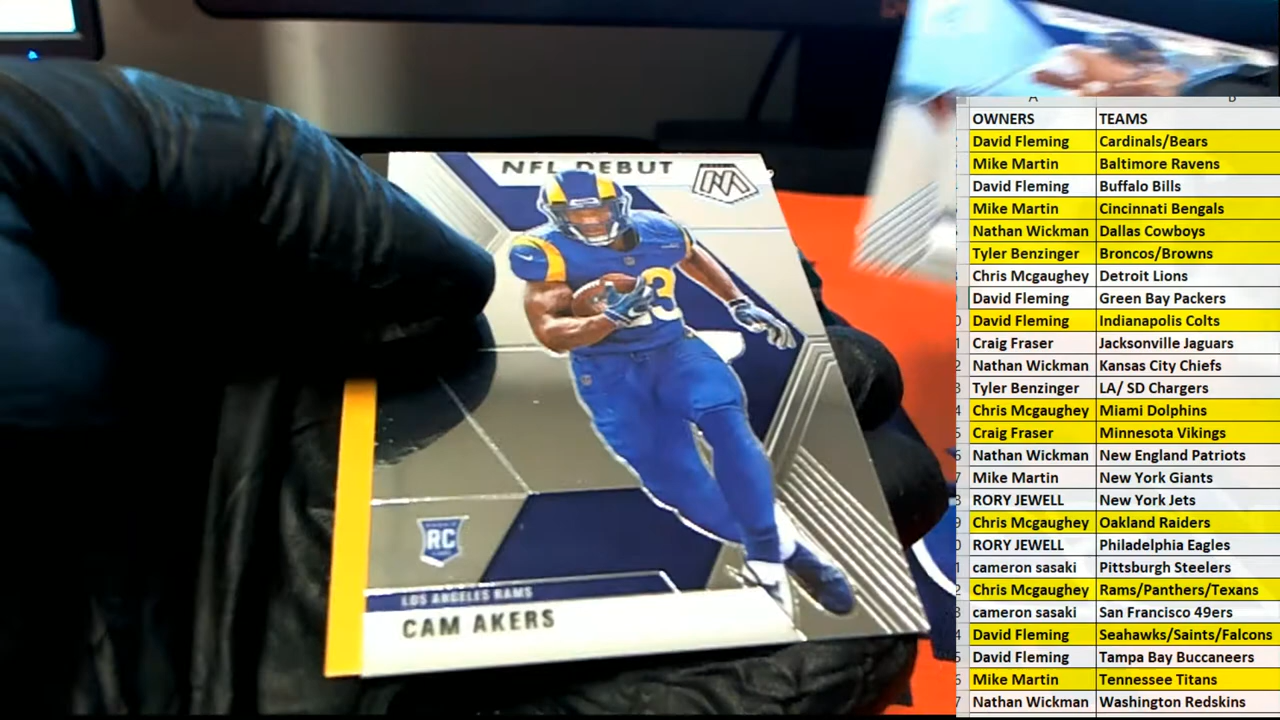 NFL DEBUT
M
23
RC
LOS ANGELES RAMS
CAM AKERS
A B
OWNERS TEAMS
David Fleming Cardinals/Bears
Mike Martin Baltimore Ravens
David Fleming Buffalo Bills
Mike Martin Cincinnati Bengals
Nathan Wickman Dallas Cowboys
Tyler Benzinger Broncos/Browns
Chris Mcgaughey Detroit Lions
David Fleming Green Bay Packers
David Fleming Indianapolis Colts
Craig Fraser Jacksonville Jaguars
Nathan Wickman Kansas City Chiefs
Tyler Benzinger LA/ SD Chargers
Chris Mcgaughey Miami Dolphins
Craig Fraser Minnesota Vikings
Nathan Wickman New England Patriots
Mike Martin New York Giants
RORY JEWELL New York Jets
Chris Mcgaughey Oakland Raiders
RORY JEWELL Philadelphia Eagles
cameron sasaki Pittsburg Steelers
Chris Mcgaughey Rams/Panthers/Texans
cameron sasaki San Francisco 49ers
David Fleming Seahawks/Saints/Falcons
David Fleming Tampa Bay Buccaneers
Mike Martin Tennessee Titans
Nathan Wickman Washington Redskins